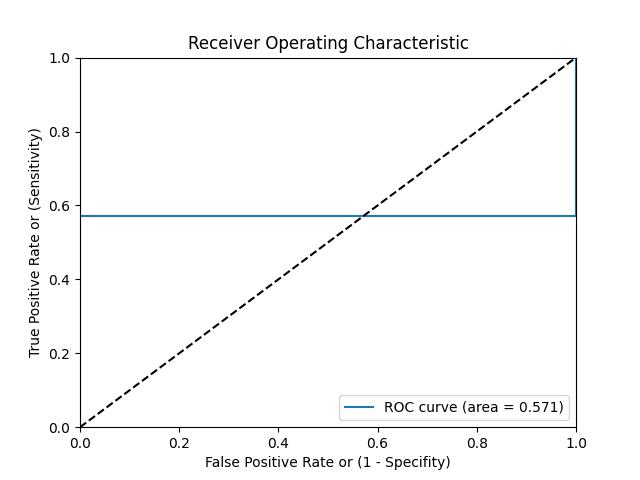 Receiver Operating Characteristic
True Positive Rate or (Sensitivity)
1.0
0.8
0.6
0.4
0.2
0.0
ROC curve (area = 0.571)
0.0 0.2 0.4 0.6 0.8 1.0
False Positive Rate or (1 - Specifity)